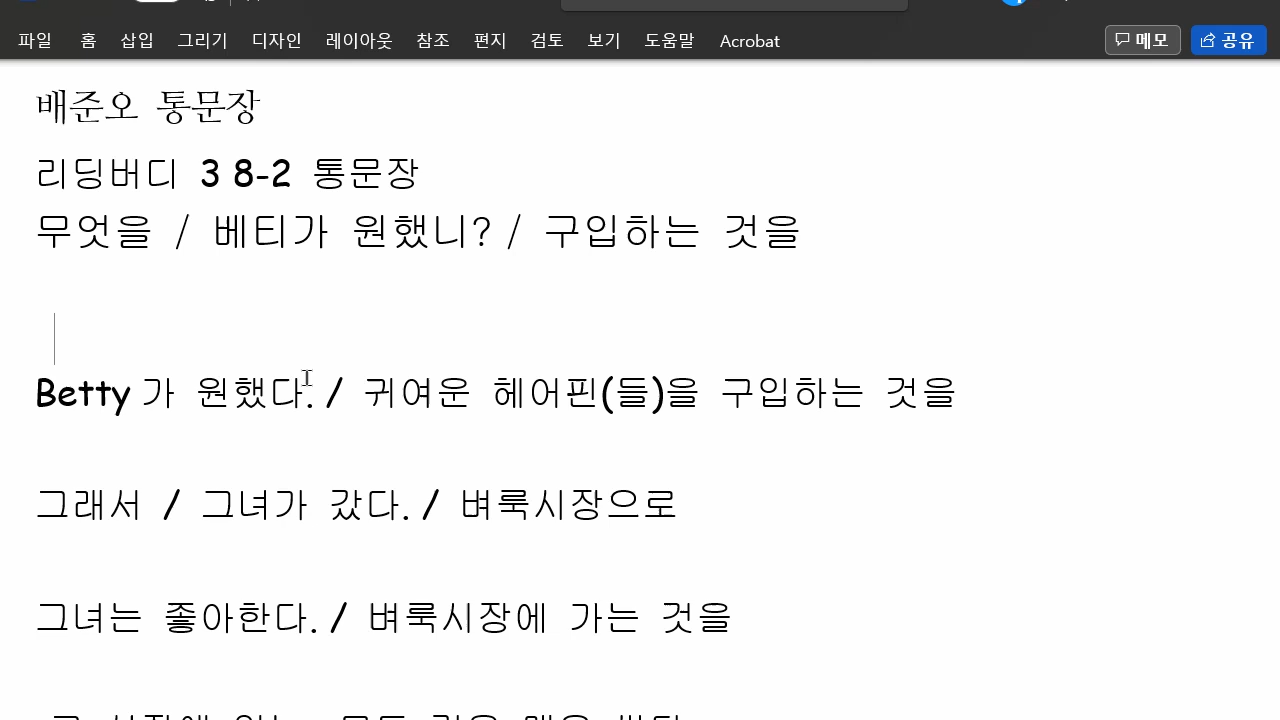 파일 홈 삽입 그리기 디자인 레이아웃 참조 편지 검토 보기 도움말 Acrobat 메모 공유
배준오 통문장
리딩버디 3 8-2 통문장
무엇을 / 베티가 원했니? / 구입하는 것을
Betty 가 원했다. / 귀여운 헤어핀(들)을 구입하는 것을
그래서 / 그녀가 갔다. / 벼룩시장으로
그녀는 좋아한다. / 벼룩시장에 가는 것을